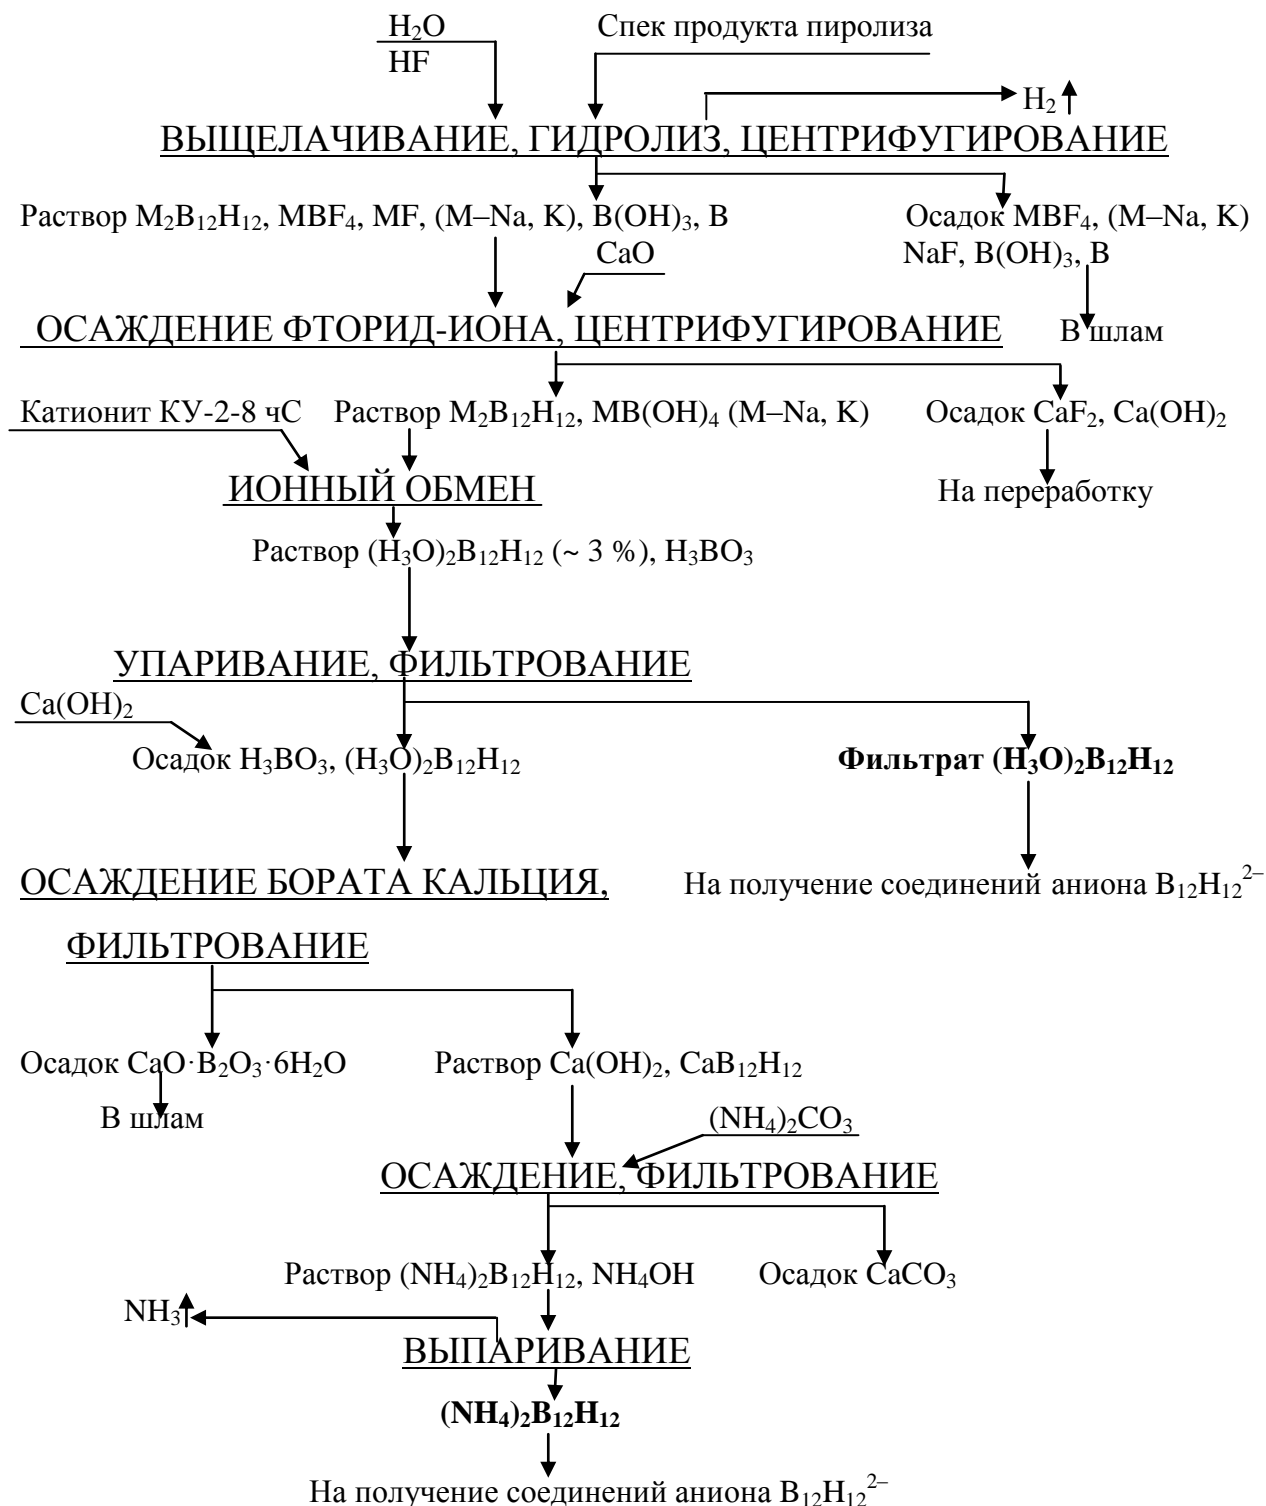 H₂O
HF
Спек продукта пиролиза
H₂
ВЫЩЕЛАЧИВАНИЕ, ГИДРОЛИЗ, ЦЕНТРИФУГИРОВАНИЕ
Раствор M₂B₁₂H₁₂, MBF₄, MF, (M–Na, K), B(OH)₃, B
Осадок MBF₄, (M–Na, K)
NaF, B(OH)₃, B
CaO
ОСАЖДЕНИЕ ФТОРИД-ИОНА, ЦЕНТРИФУГИРОВАНИЕ
В шлам
Катионит КУ-2-8 чС
Раствор M₂B₁₂H₁₂, MB(OH)₄ (M–Na, K)
Осадок CaF₂, Ca(OH)₂
ИОННЫЙ ОБМЕН
На переработку
Раствор (H₃O)₂B₁₂H₁₂ (~ 3 %), H₃BO₃
УПАРИВАНИЕ, ФИЛЬТРОВАНИЕ
Ca(OH)₂
Осадок H₃BO₃, (H₃O)₂B₁₂H₁₂
Фильтрат (H₃O)₂B₁₂H₁₂
ОСАЖДЕНИЕ БОРАТА КАЛЬЦИЯ,
На получение соединений аниона B₁₂H₁₂²⁻
ФИЛЬТРОВАНИЕ
Осадок CaO·B₂O₃·6H₂O
Раствор Ca(OH)₂, CaB₁₂H₁₂
В шлам
(NH₄)₂CO₃
ОСАЖДЕНИЕ, ФИЛЬТРОВАНИЕ
Раствор (NH₄)₂B₁₂H₁₂, NH₄OH
Осадок CaCO₃
NH₃
ВЫПАРИВАНИЕ
(NH₄)₂B₁₂H₁₂
На получение соединений аниона B₁₂H₁₂²⁻